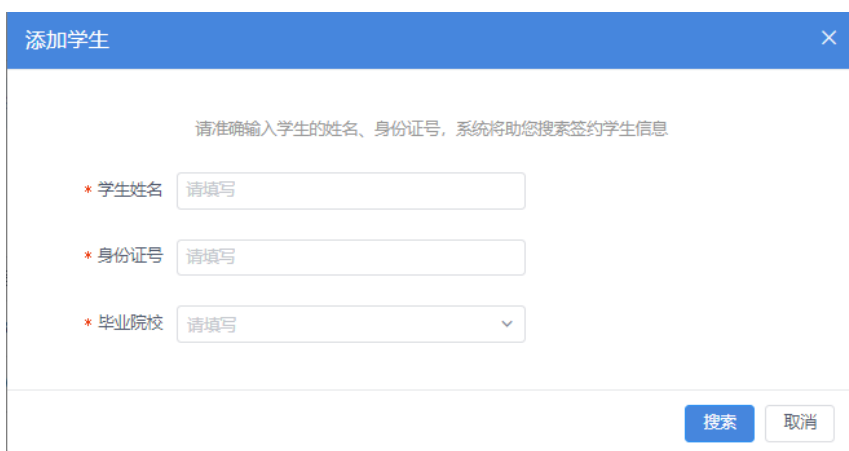 添加学生
请准确输入学生的姓名、身份证号，系统将助您搜索签约学生信息
* 学生姓名 请填写
* 身份证号 请填写
* 毕业院校 请填写
搜索 取消